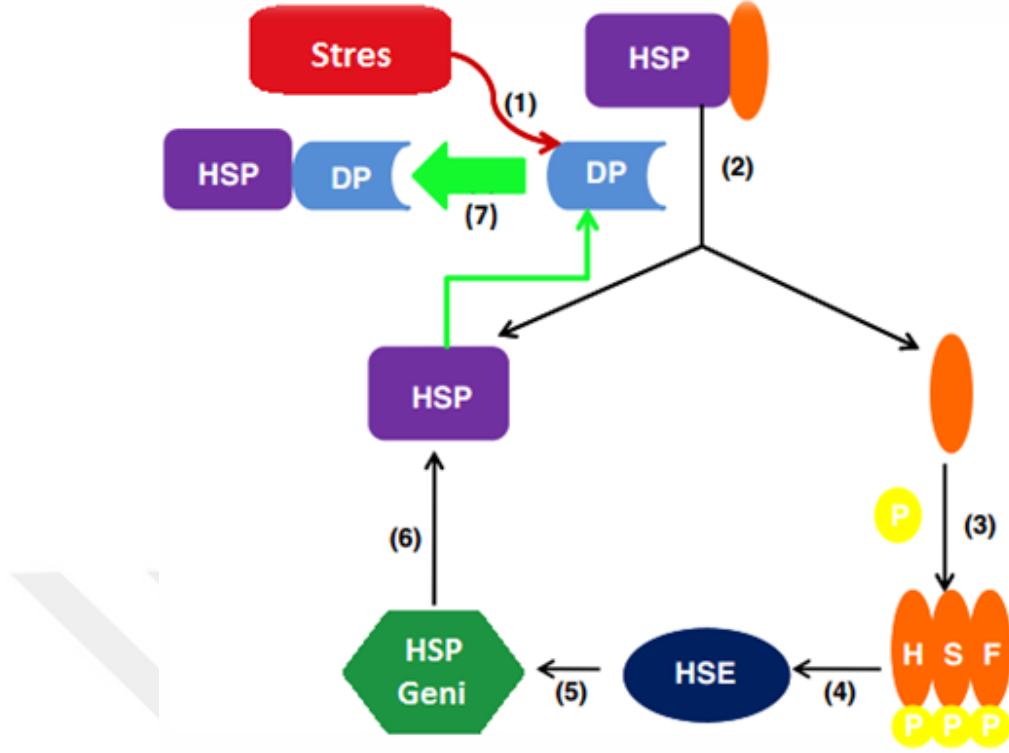 Stres
HSP
(1)
HSP
DP
DP
(2)
(7)
HSP
P
(3)
(6)
HSP
Geni
(5)
HSE
(4)
H S F
P P P